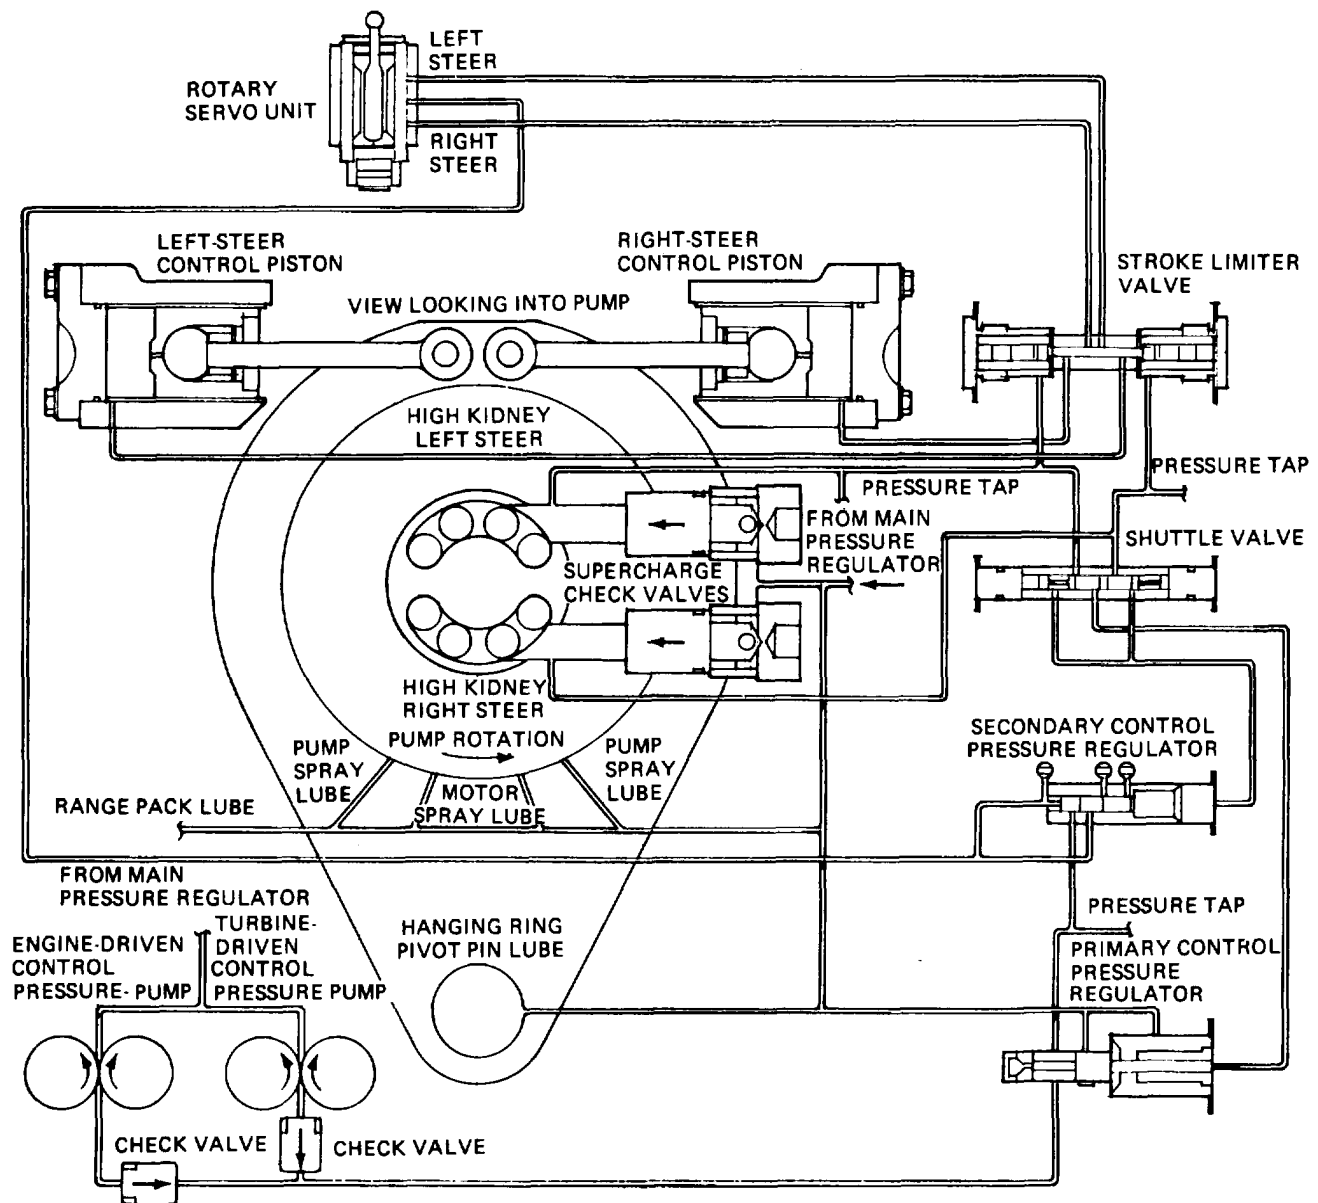 LEFT
STEER
ROTARY
SERVO UNIT
RIGHT
STEER
LEFT-STEER
CONTROL PISTON
RIGHT-STEER
CONTROL PISTON
STROKE LIMITER
VALVE
VIEW LOOKING INTO PUMP
HIGH KIDNEY
LEFT STEER
PRESSURE TAP
PRESSURE TAP
FROM MAIN
PRESSURE
REGULATOR
SHUTTLE VALVE
SUPERCHARGE
CHECK VALVES
HIGH KIDNEY
RIGHT STEER
PUMP ROTATION
PUMP
SPRAY
LUBE
PUMP
SPRAY
LUBE
MOTOR
SPRAY LUBE
SECONDARY CONTROL
PRESSURE REGULATOR
RANGE PACK LUBE
FROM MAIN
PRESSURE REGULATOR
ENGINE-DRIVEN
CONTROL
PRESSURE- PUMP
TURBINE-
DRIVEN
CONTROL
PRESSURE PUMP
HANGING RING
PIVOT PIN LUBE
PRESSURE TAP
PRIMARY CONTROL
PRESSURE
REGULATOR
CHECK VALVE
CHECK VALVE